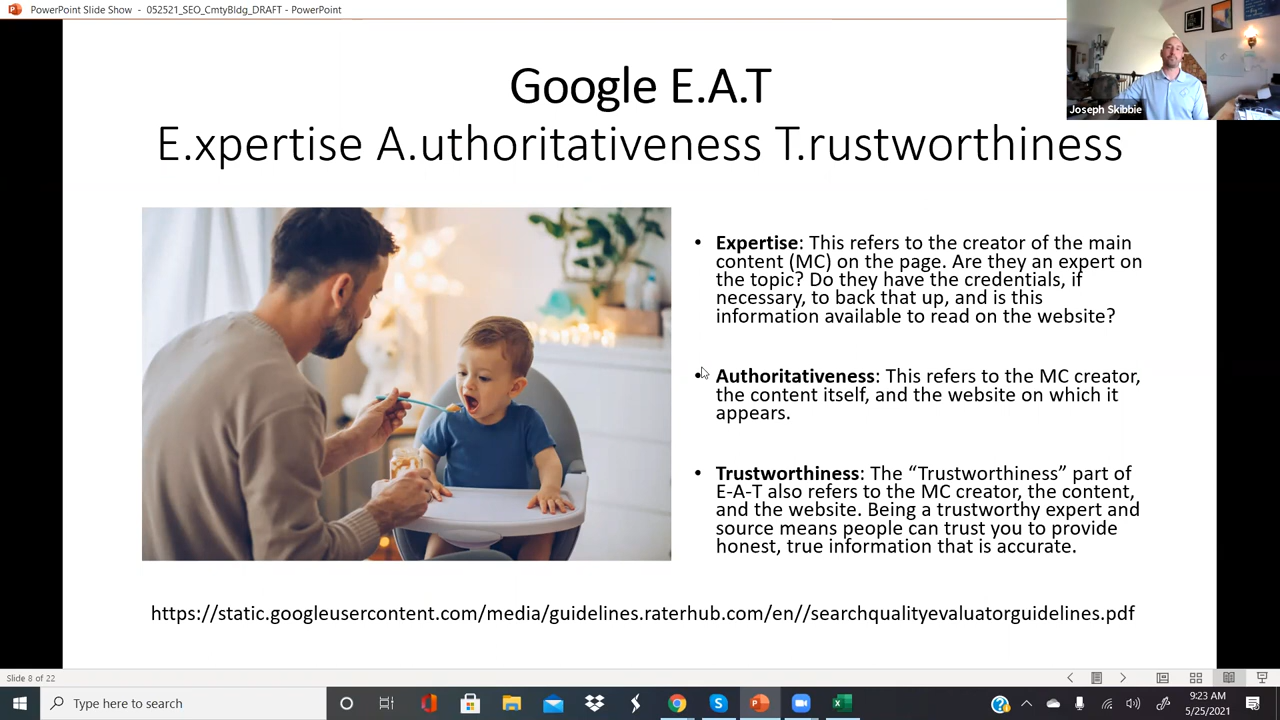 PowerPoint Slide Show - 052521_SEO_CmtyBldg_DRAFT - PowerPoint
Joseph Skibbie
Google E.A.T
E.xpertise A.uthoritativeness T.rustworthiness
• Expertise: This refers to the creator of the main
content (MC) on the page. Are they an expert on
the topic? Do they have the credentials, if
necessary, to back that up, and is this
information available to read on the website?
• Authoritativeness: This refers to the MC creator,
the content itself, and the website on which it
appears.
• Trustworthiness: The “Trustworthiness” part of
E-A-T also refers to the MC creator, the content,
and the website. Being a trustworthy expert and
source means people can trust you to provide
honest, true information that is accurate.
https://static.googleusercontent.com/media/guidelines.raterhub.com/en//searchqualityevaluatorguidelines.pdf
Slide 8 of 22
Type here to search
9:23 AM
5/25/2021